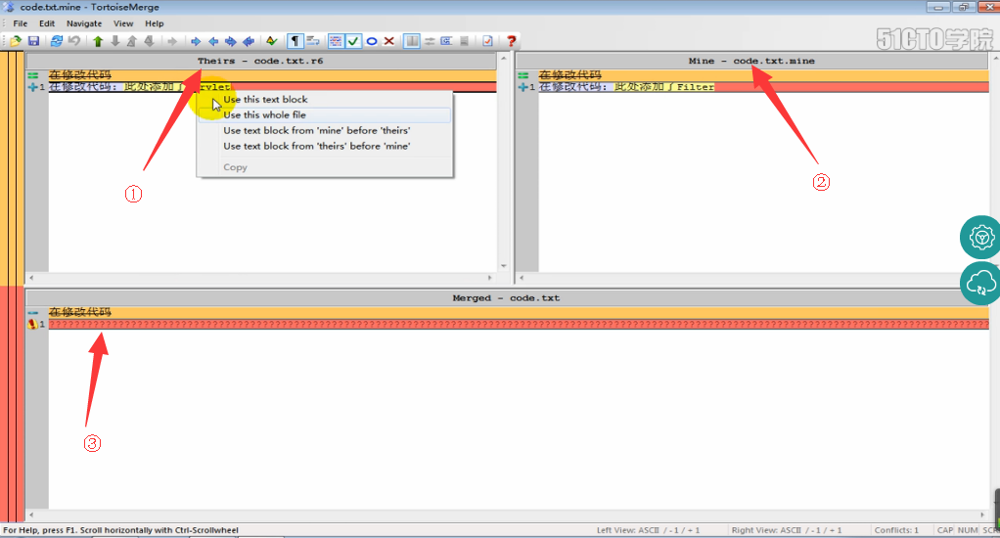 code.txt.mine - TortoiseMerge
File Edit Navigate View Help
51CTO学院
Theirs - code.txt.r6
Mine - code.txt.mine
在修改代码
在修改代码
1 在修改代码：此处添加了
1 在修改代码：此处添加了Filter
Use this text block
Use this whole file
Use text block from 'mine' before 'theirs'
Use text block from 'theirs' before 'mine'
Copy
①
②
Merged - code.txt
在修改代码
1
③
For Help, press F1. Scroll horizontally with Ctrl-Scrollwheel
Left View: ASCII / - 1 / + 1
Right View: ASCII / - 1 / + 1
Conflicts: 1
CAP NUM